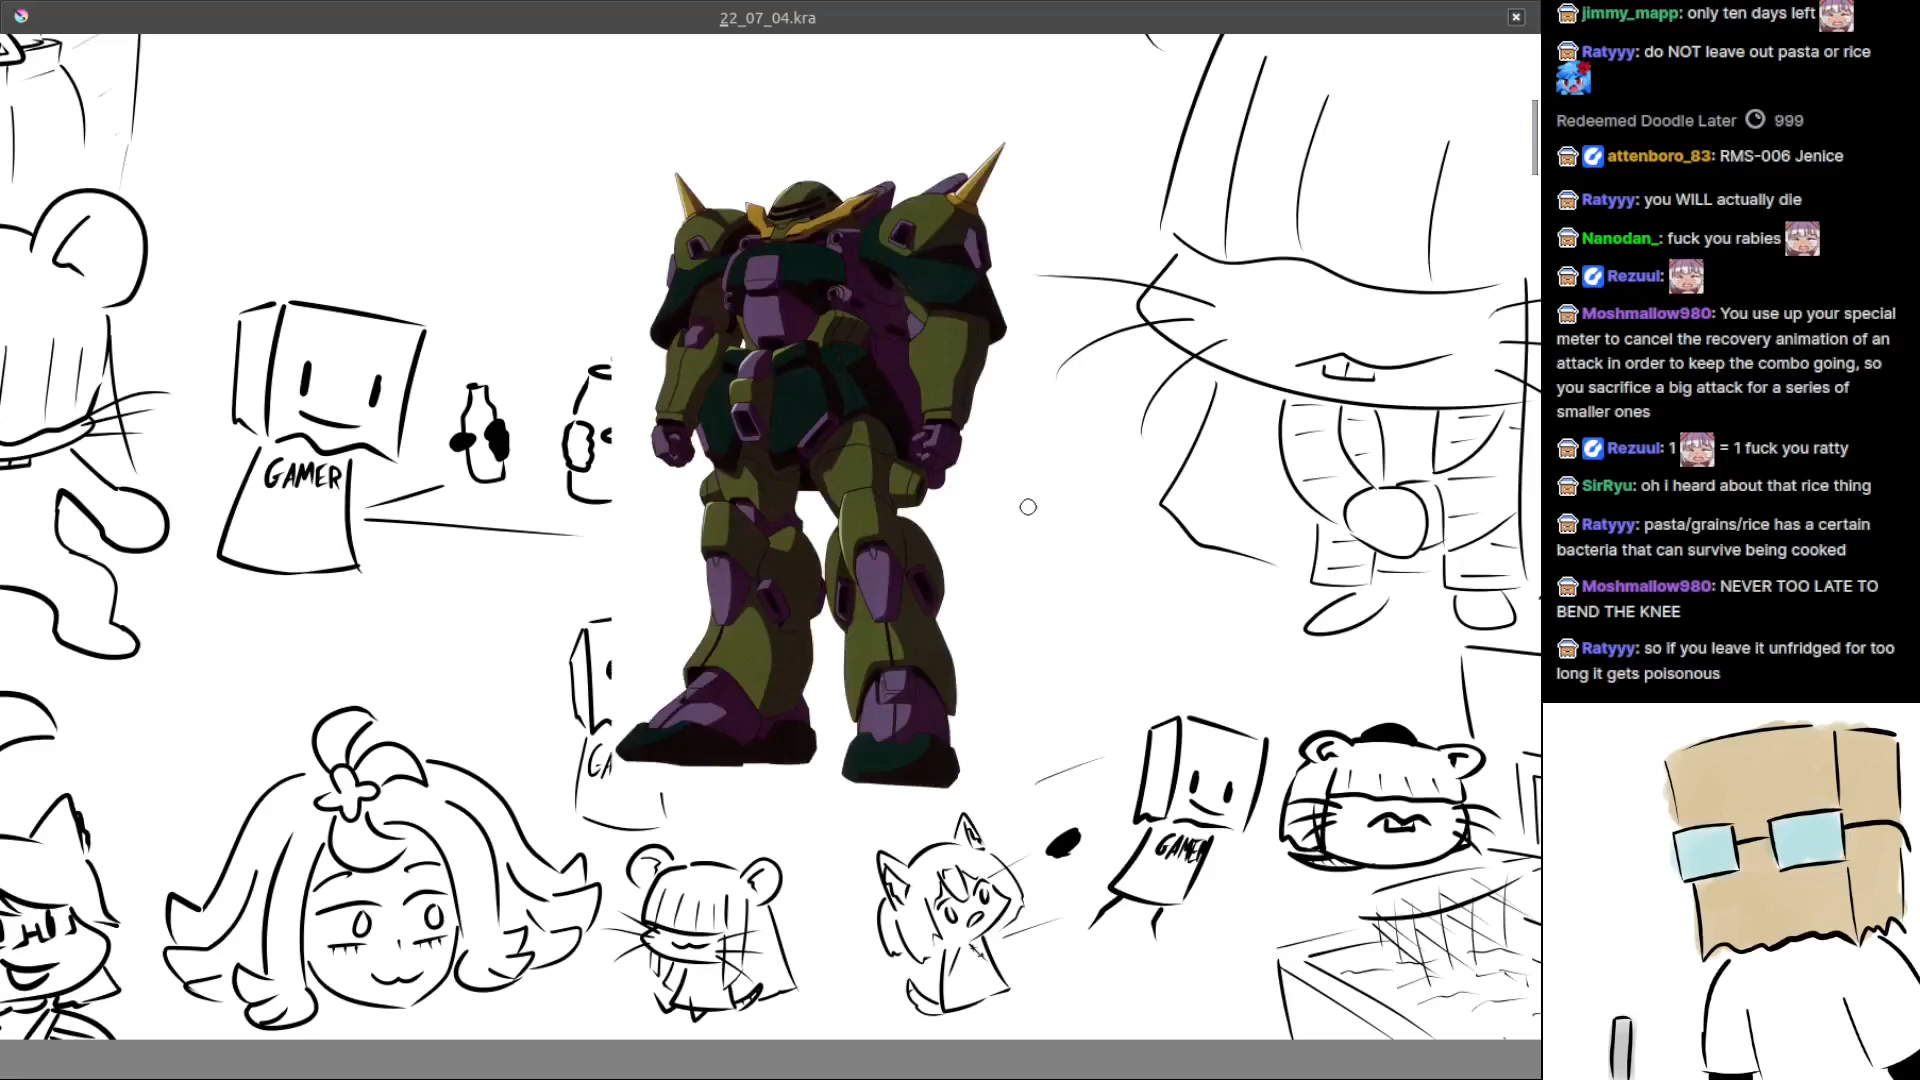 22_07_04.kra
jimmy_mapp: only ten days left
Ratyyy: do NOT leave out pasta or rice
Redeemed Doodle Later 999
attenboro_83: RMS-006 Jenice
Ratyyy: you WILL actually die
Nanodan_: fuck you rabies
Rezuul:
Moshmallow980: You use up your special
meter to cancel the recovery animation of an
attack in order to keep the combo going, so
you sacrifice a big attack for a series of
smaller ones
Rezuul: 1 = 1 fuck you ratty
SirRyu: oh i heard about that rice thing
Ratyyy: pasta/grains/rice has a certain
bacteria that can survive being cooked
Moshmallow980: NEVER TOO LATE TO
BEND THE KNEE
Ratyyy: so if you leave it unfridged for too
long it gets poisonous
GAMER
GA
GAMER